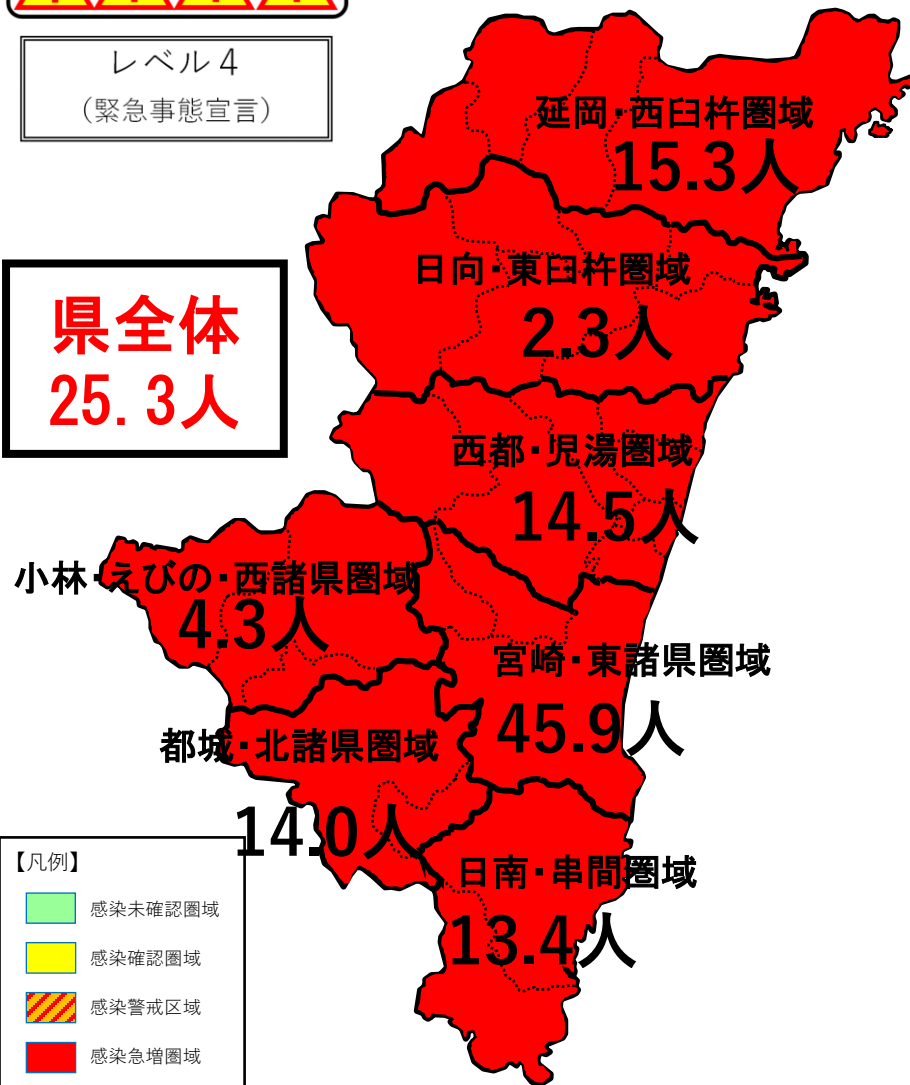 レベル４
（緊急事態宣言）
延岡・西臼杵圏域
15.3人
日向・東臼杵圏域
2.3人
県全体
25.3人
西都・児湯圏域
14.5人
小林・えびの・西諸県圏域
4.3人
宮崎・東諸県圏域
45.9人
都城・北諸県圏域
14.0人
日南・串間圏域
13.4人
【凡例】
感染未確認圏域
感染確認圏域
感染警戒区域
感染急増圏域